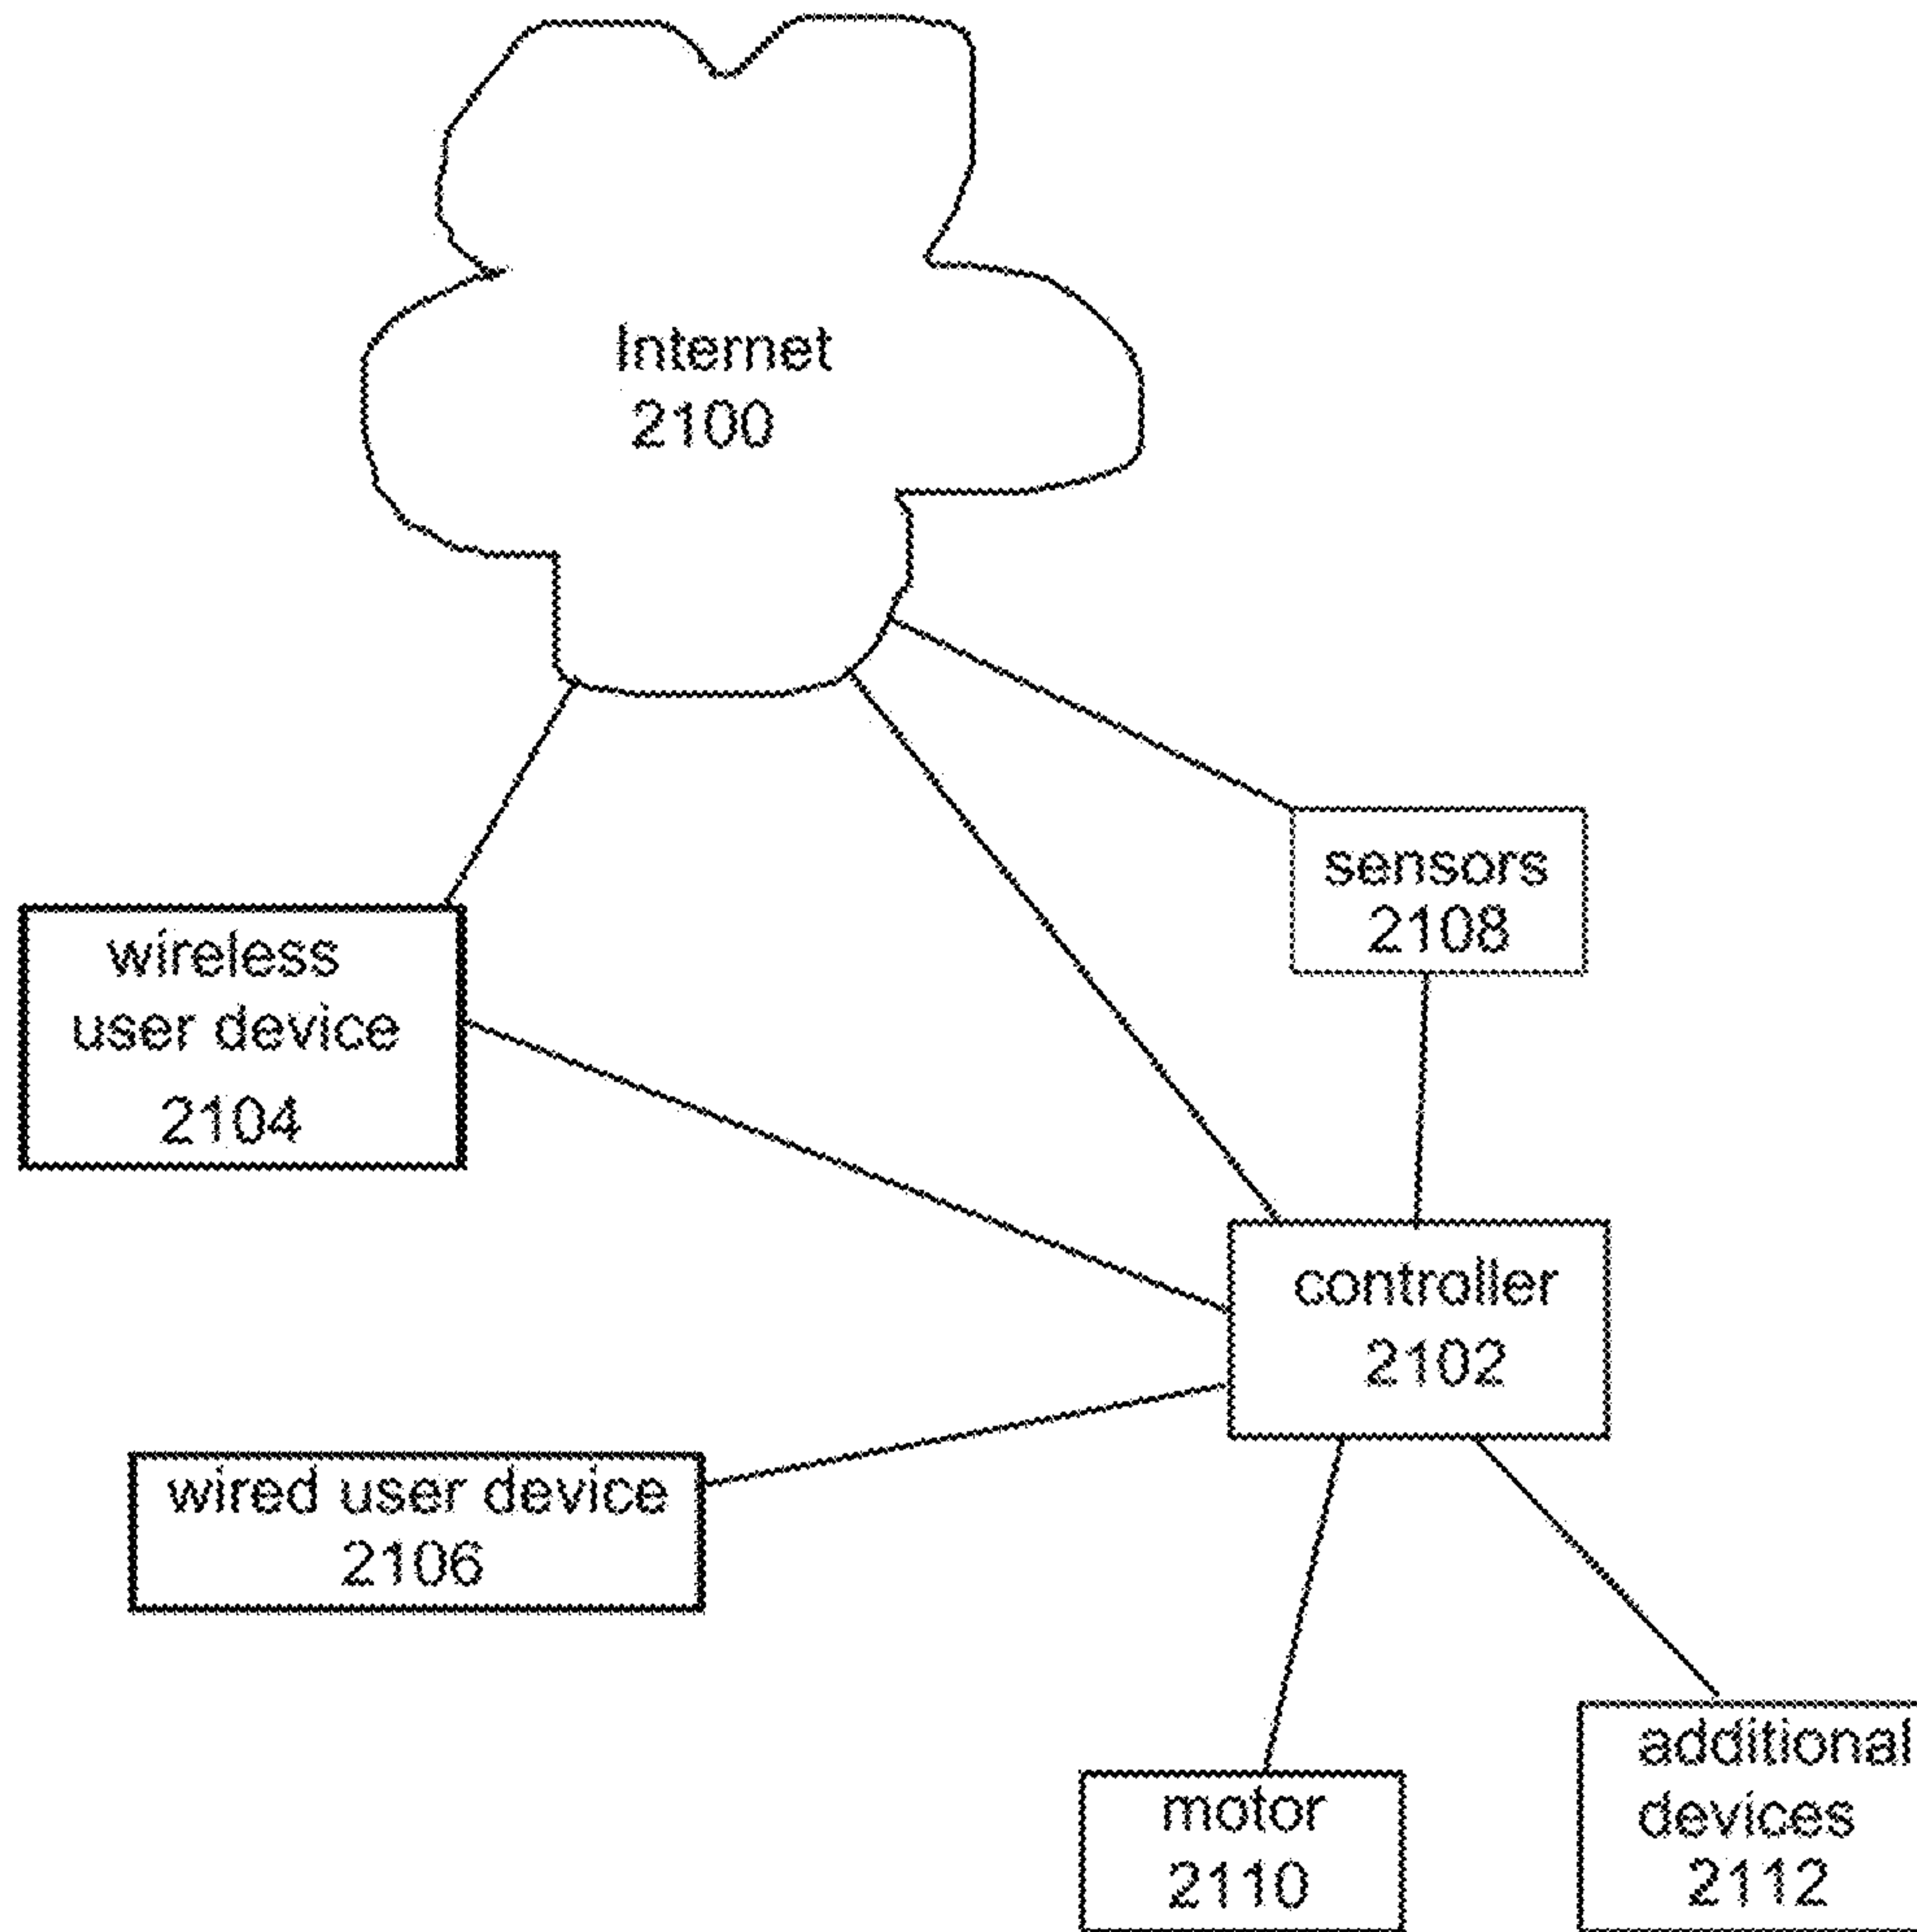 Internet
2100
sensors
2108
wireless
user device
2104
controller
2102
wired user device
2106
motor
2110
additional
devices
2112